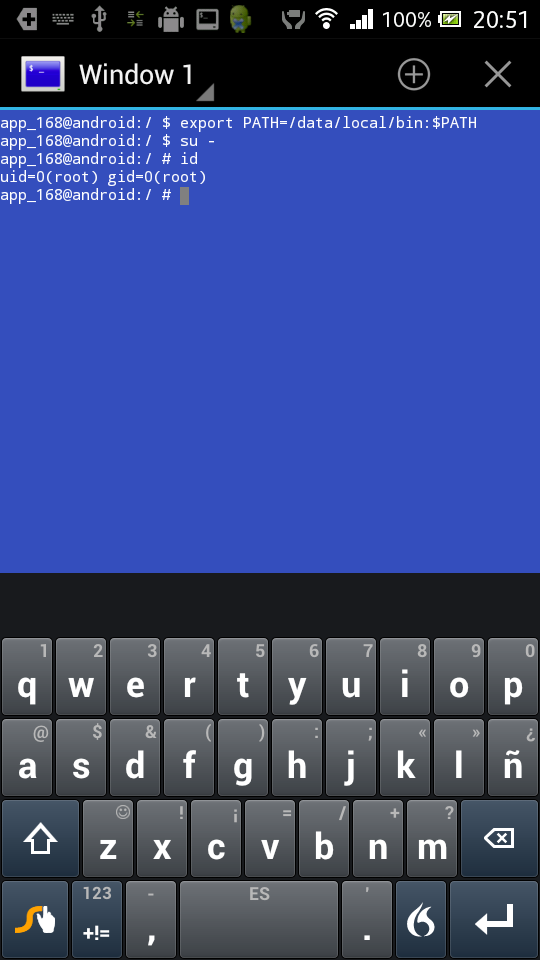 100% 20:51
Window 1
app_168@android:/ $ export PATH=/data/local/bin:$PATH
app_168@android:/ $ su -
app_168@android:/ # id
uid=0(root) gid=0(root)
app_168@android:/ #
1 2 3 4 5 6 7 8 9 0
q w e r t y u i o p
@ $ & ( ) : ; « » ¿
a s d f g h j k l ñ
! ¡ = / + ?
z x c v b n m
123 - ES '
+!= , .